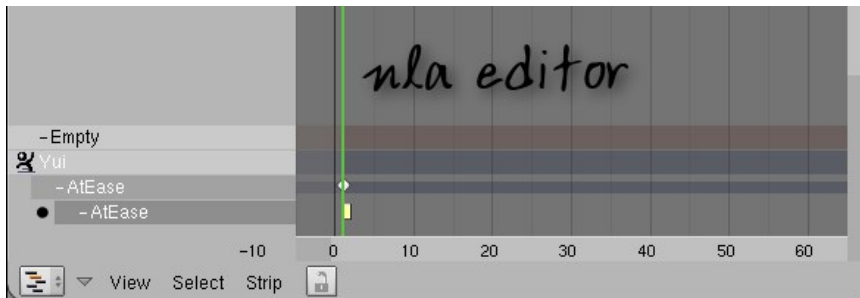 nla editor
-Empty
Yui
-AtEase
-AtEase
-10 0 10 20 30 40 50 60
View Select Strip